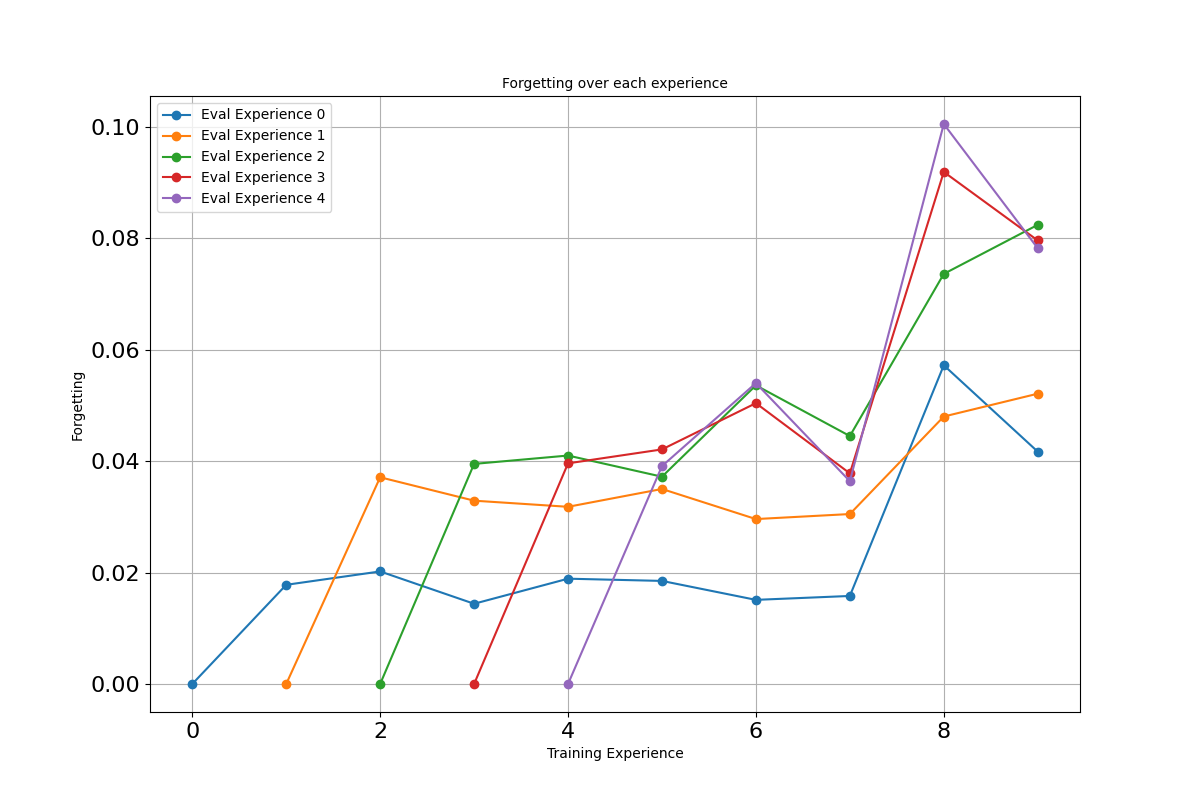 Forgetting over each experience
Eval Experience 0
Eval Experience 1
Eval Experience 2
Eval Experience 3
Eval Experience 4
0.10
0.08
0.06
0.04
0.02
0.00
Forgetting
0 2 4 6 8
Training Experience